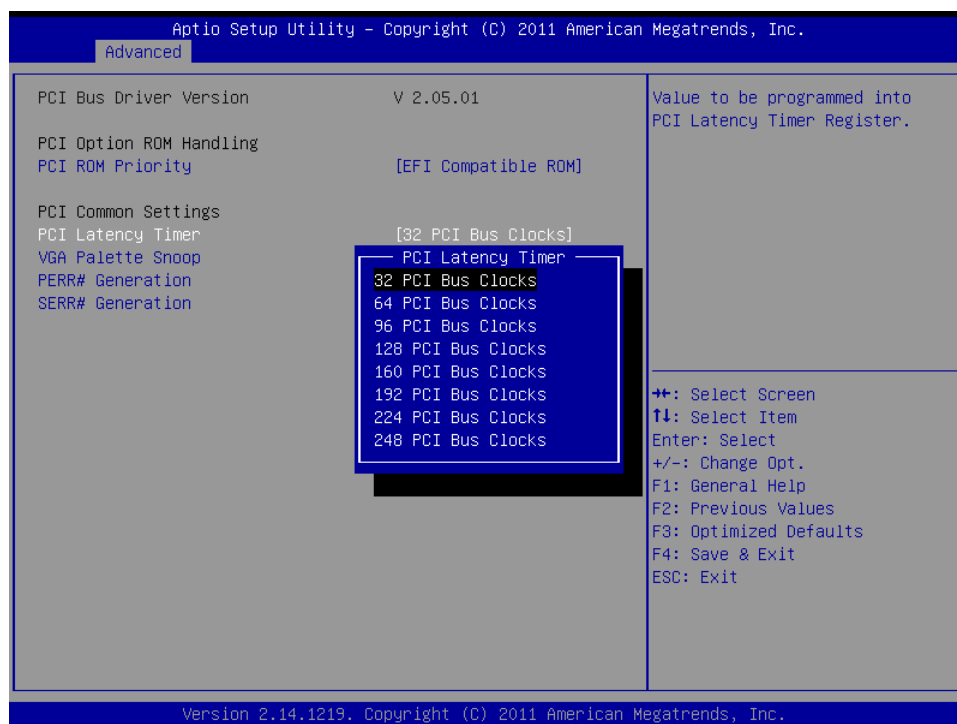 Aptio Setup Utility – Copyright (C) 2011 American Megatrends, Inc.
Advanced
PCI Bus Driver Version V 2.05.01
PCI Option ROM Handling
PCI ROM Priority [EFI Compatible ROM]
PCI Common Settings
PCI Latency Timer [32 PCI Bus Clocks]
VGA Palette Snoop
PERR# Generation
SERR# Generation
PCI Latency Timer
32 PCI Bus Clocks
64 PCI Bus Clocks
96 PCI Bus Clocks
128 PCI Bus Clocks
160 PCI Bus Clocks
192 PCI Bus Clocks
224 PCI Bus Clocks
248 PCI Bus Clocks
Value to be programmed into
PCI Latency Timer Register.
→←: Select Screen
↑↓: Select Item
Enter: Select
+/-: Change Opt.
F1: General Help
F2: Previous Values
F3: Optimized Defaults
F4: Save & Exit
ESC: Exit
Version 2.14.1219. Copyright (C) 2011 American Megatrends, Inc.